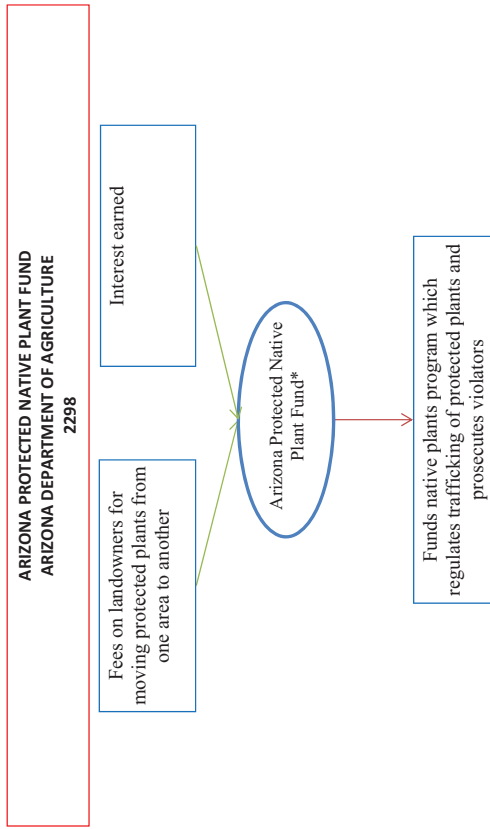 ARIZONA PROTECTED NATIVE PLANT FUND
ARIZONA DEPARTMENT OF AGRICULTURE
2298
Fees on landowners for
moving protected plants from
one area to another
Interest earned
Arizona Protected Native
Plant Fund*
Funds native plants program which
regulates trafficking of protected plants and
prosecutes violators